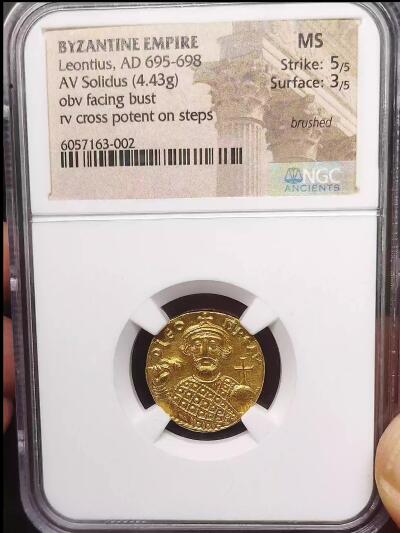 BYZANTINE EMPIRE
Leontius, AD 695-698
AV Solidus (4.43g)
obv facing bust
rv cross potent on steps
6057163-002
MS
Strike: 5/5
Surface: 3/5
brushed
NGC
ANCIENTS